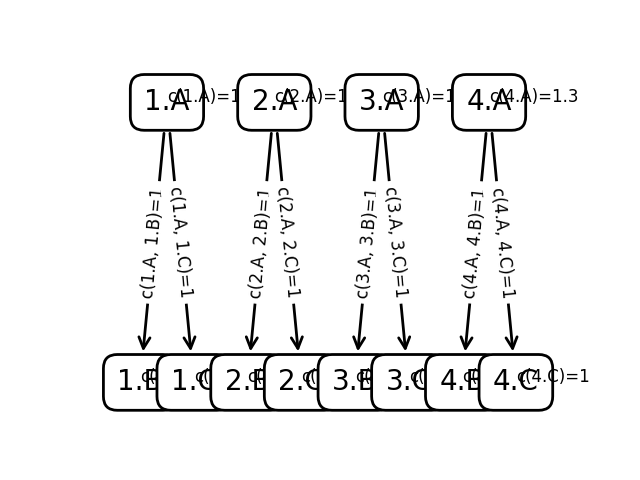 1.A c(1.A)=1
2.A c(2.A)=1
3.A c(3.A)=1
4.A c(4.A)=1.3
c(1.A, 1.B)=1
c(1.A, 1.C)=1
c(2.A, 2.B)=1
c(2.A, 2.C)=1
c(3.A, 3.B)=1
c(3.A, 3.C)=1
c(4.A, 4.B)=1
c(4.A, 4.C)=1
1.B
1.C
2.B
2.C
3.B
3.C
4.B
4.C c(4.C)=1